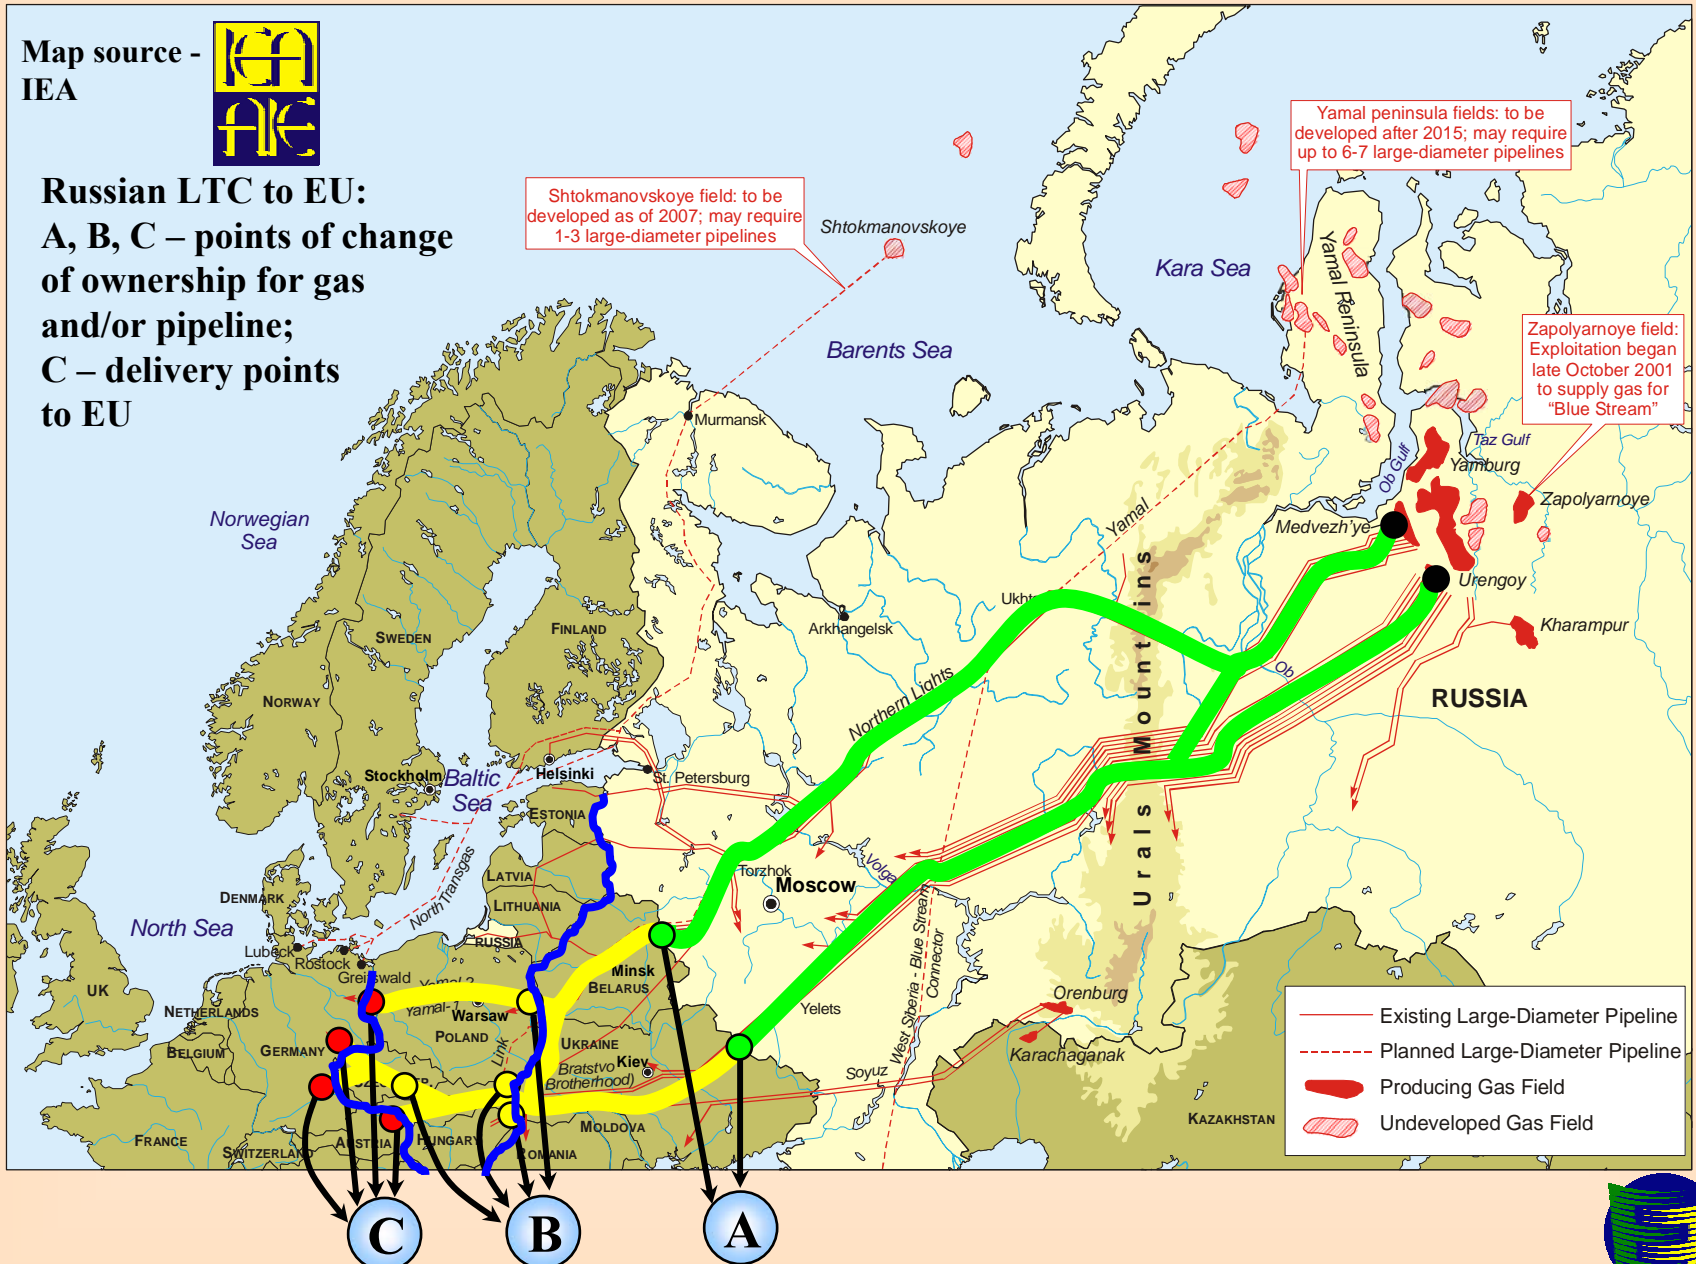 Map source -
IEA
Russian LTC to EU:
A, B, C – points of change
of ownership for gas
and/or pipeline;
C – delivery points
to EU
Shtokmanovskoye field: to be
developed as of 2007; may require
1-3 large-diameter pipelines
Shtokmanovskoye
Yamal peninsula fields: to be
developed after 2015; may require
up to 6-7 large-diameter pipelines
Kara Sea
Yamal Peninsula
Barents Sea
Zapolyarnoye field:
Exploitation began
late October 2001
to supply gas for
“Blue Stream”
Murmansk
Ob Gulf
Taz Gulf
Yamburg
Zapolyarnoye
Medvezh'ye
Urengoy
Kharampur
Norwegian
Sea
Yamal
Arkhangelsk
SWEDEN
FINLAND
NORWAY
Northern Lights
Urals Mountains
Ob
RUSSIA
Stockholm
Baltic
Sea
Helsinki
St. Petersburg
ESTONIA
Torzhok
Moscow
Volga
LATVIA
LITHUANIA
DENMARK
North Sea
North Transgas
RUSSIA
Lubeck
Rostock
Greifswald
Minsk
BELARUS
UK
NETHERLANDS
Yamal-2
Yamal-1
Warsaw
POLAND
BELGIUM
GERMANY
Link
UKRAINE
Kiev
Bratstvo
Brotherhood)
Yelets
West Siberia - Blue Stream
Connector
Orenburg
Karachaganak
Soyuz
KAZAKHSTAN
FRANCE
SWITZERLAND
AUSTRIA
HUNGARY
MOLDOVA
ROMANIA
Existing Large-Diameter Pipeline
Planned Large-Diameter Pipeline
Producing Gas Field
Undeveloped Gas Field
C
B
A